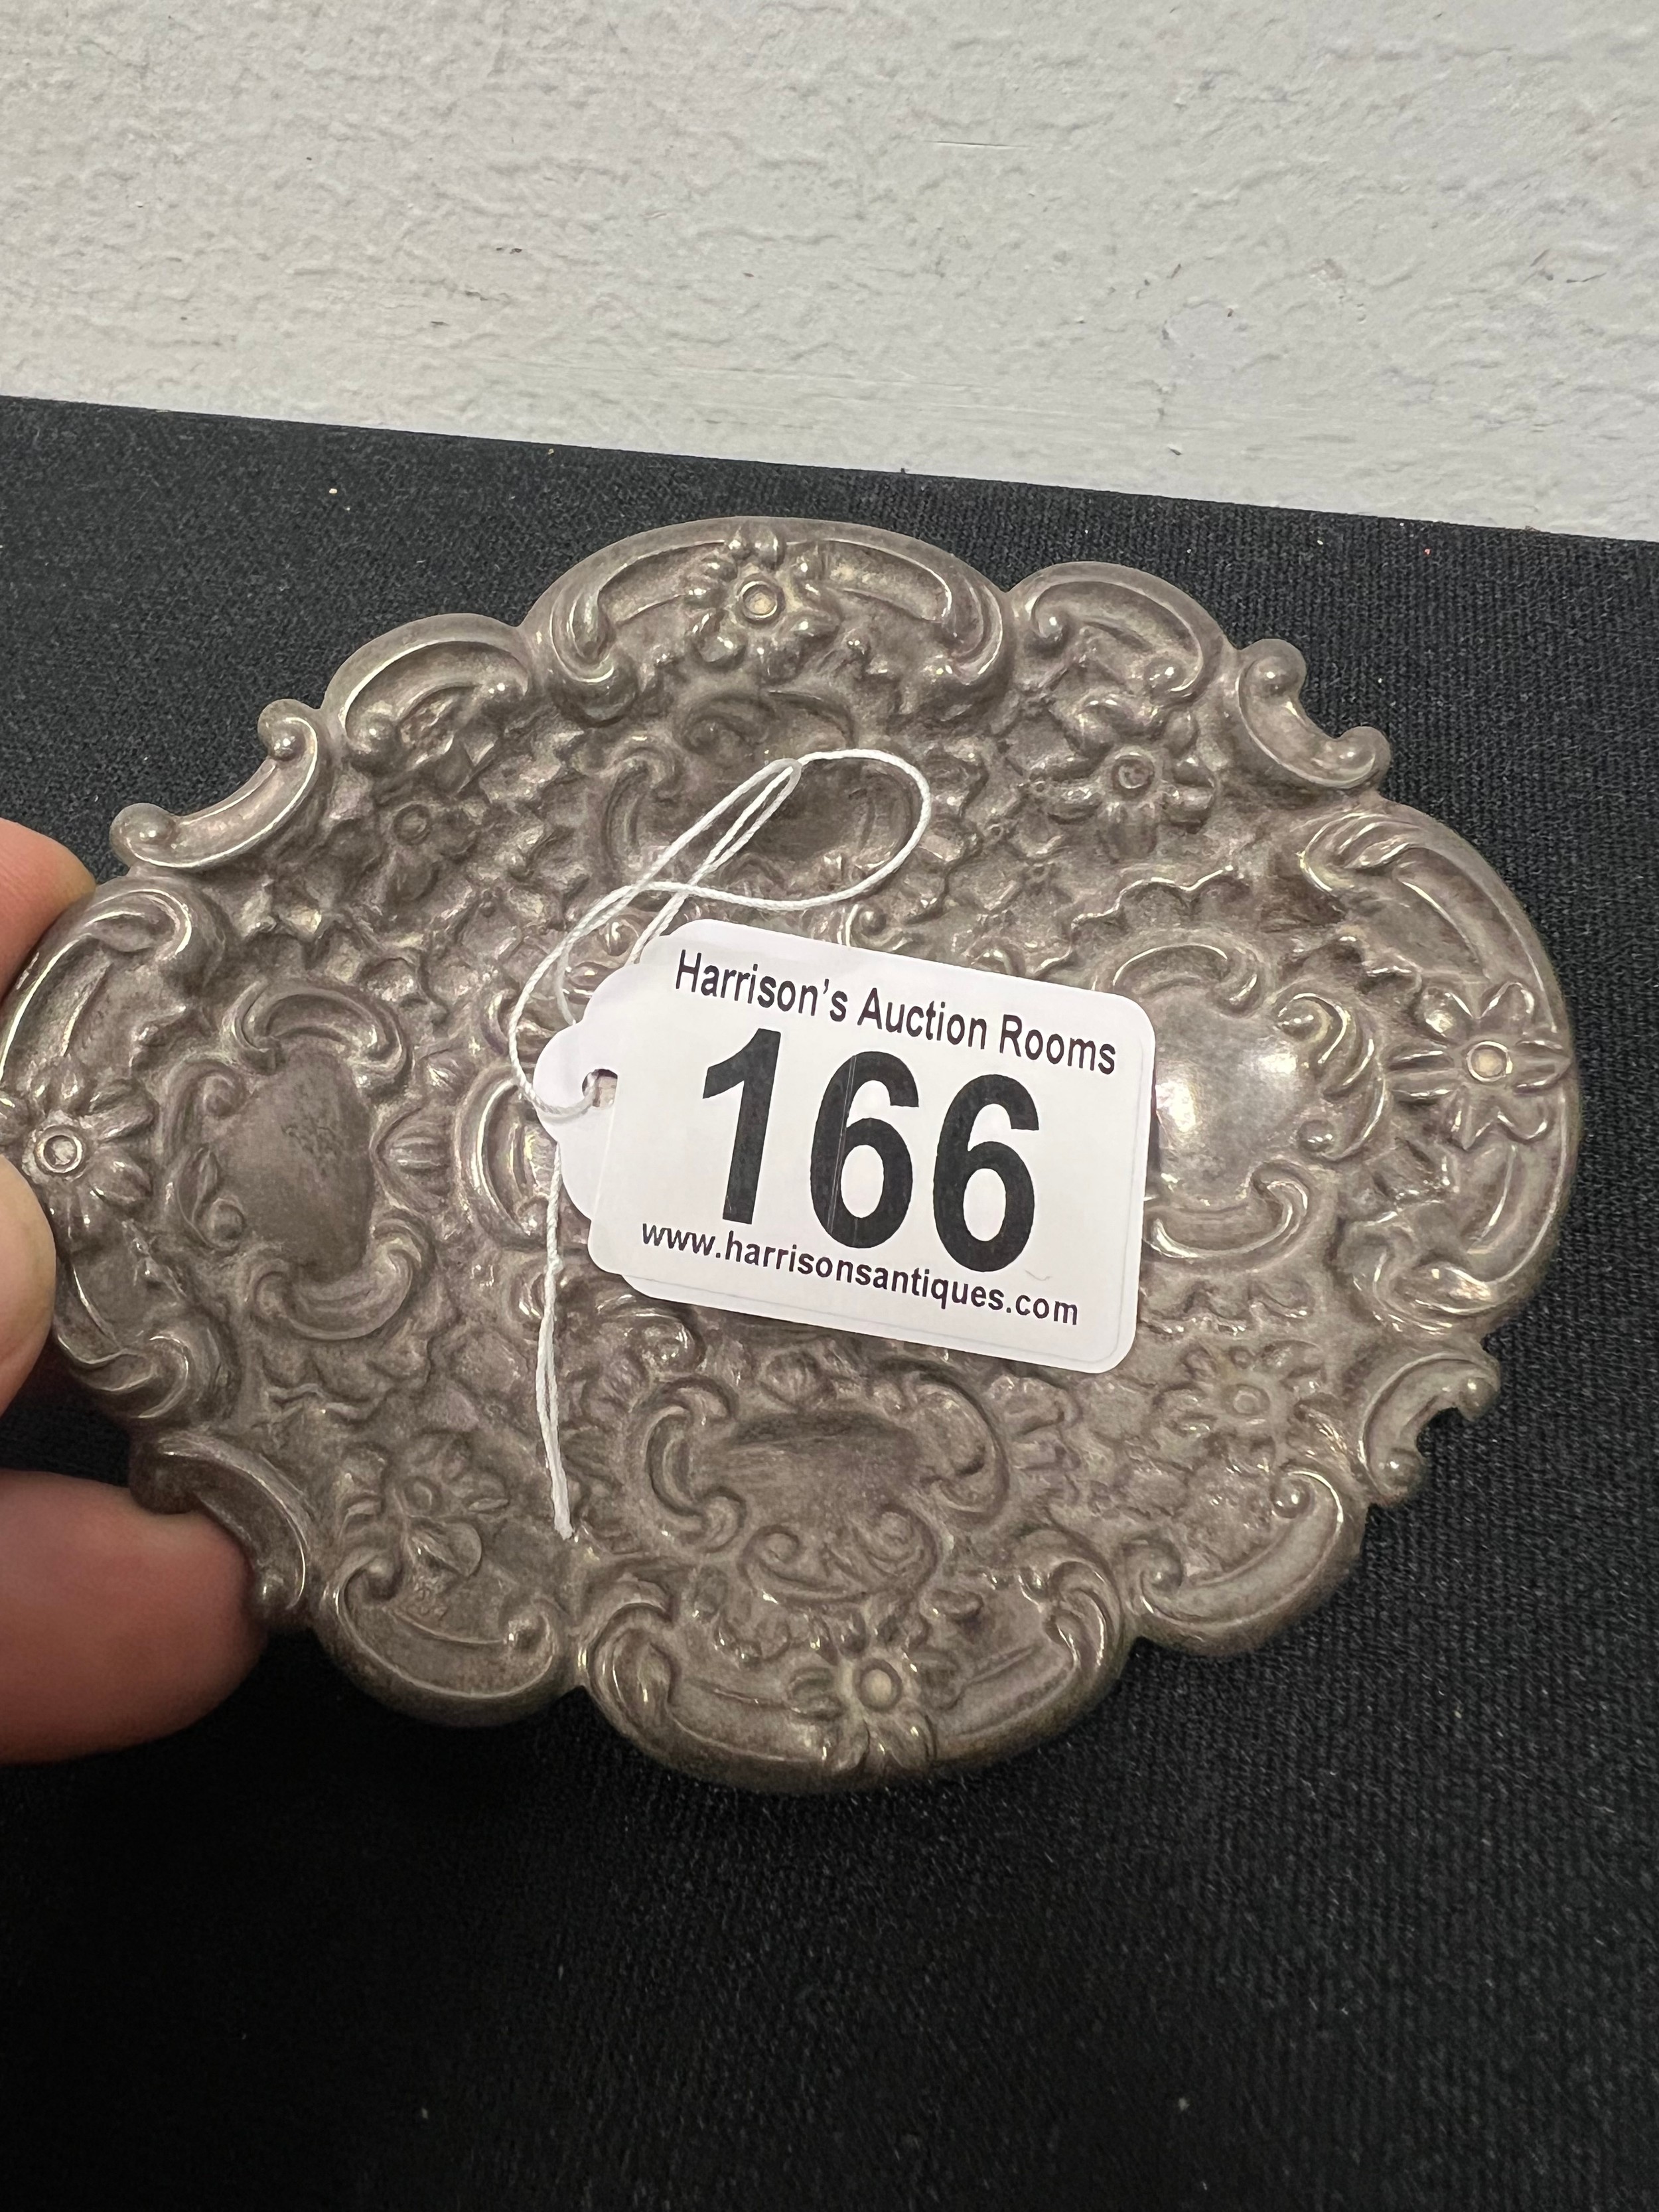 Harrison's Auction Rooms
166
www.harrisonsantiques.com